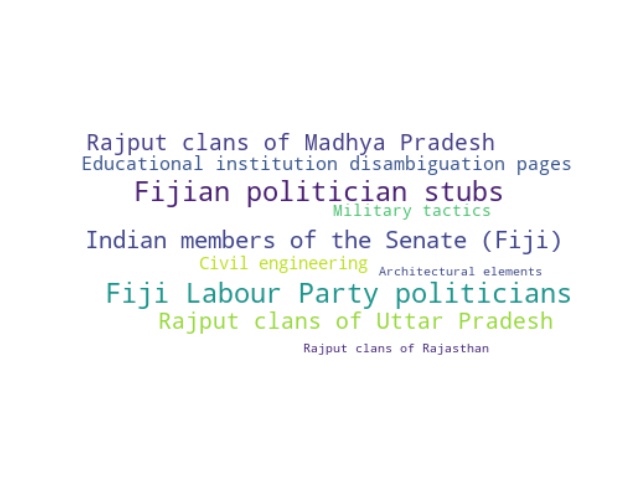 Rajput clans of Madhya Pradesh
Educational institution disambiguation pages
Fijian politician stubs
Military tactics
Indian members of the Senate (Fiji)
Civil engineering
Architectural elements
Fiji Labour Party politicians
Rajput clans of Uttar Pradesh
Rajput clans of Rajasthan